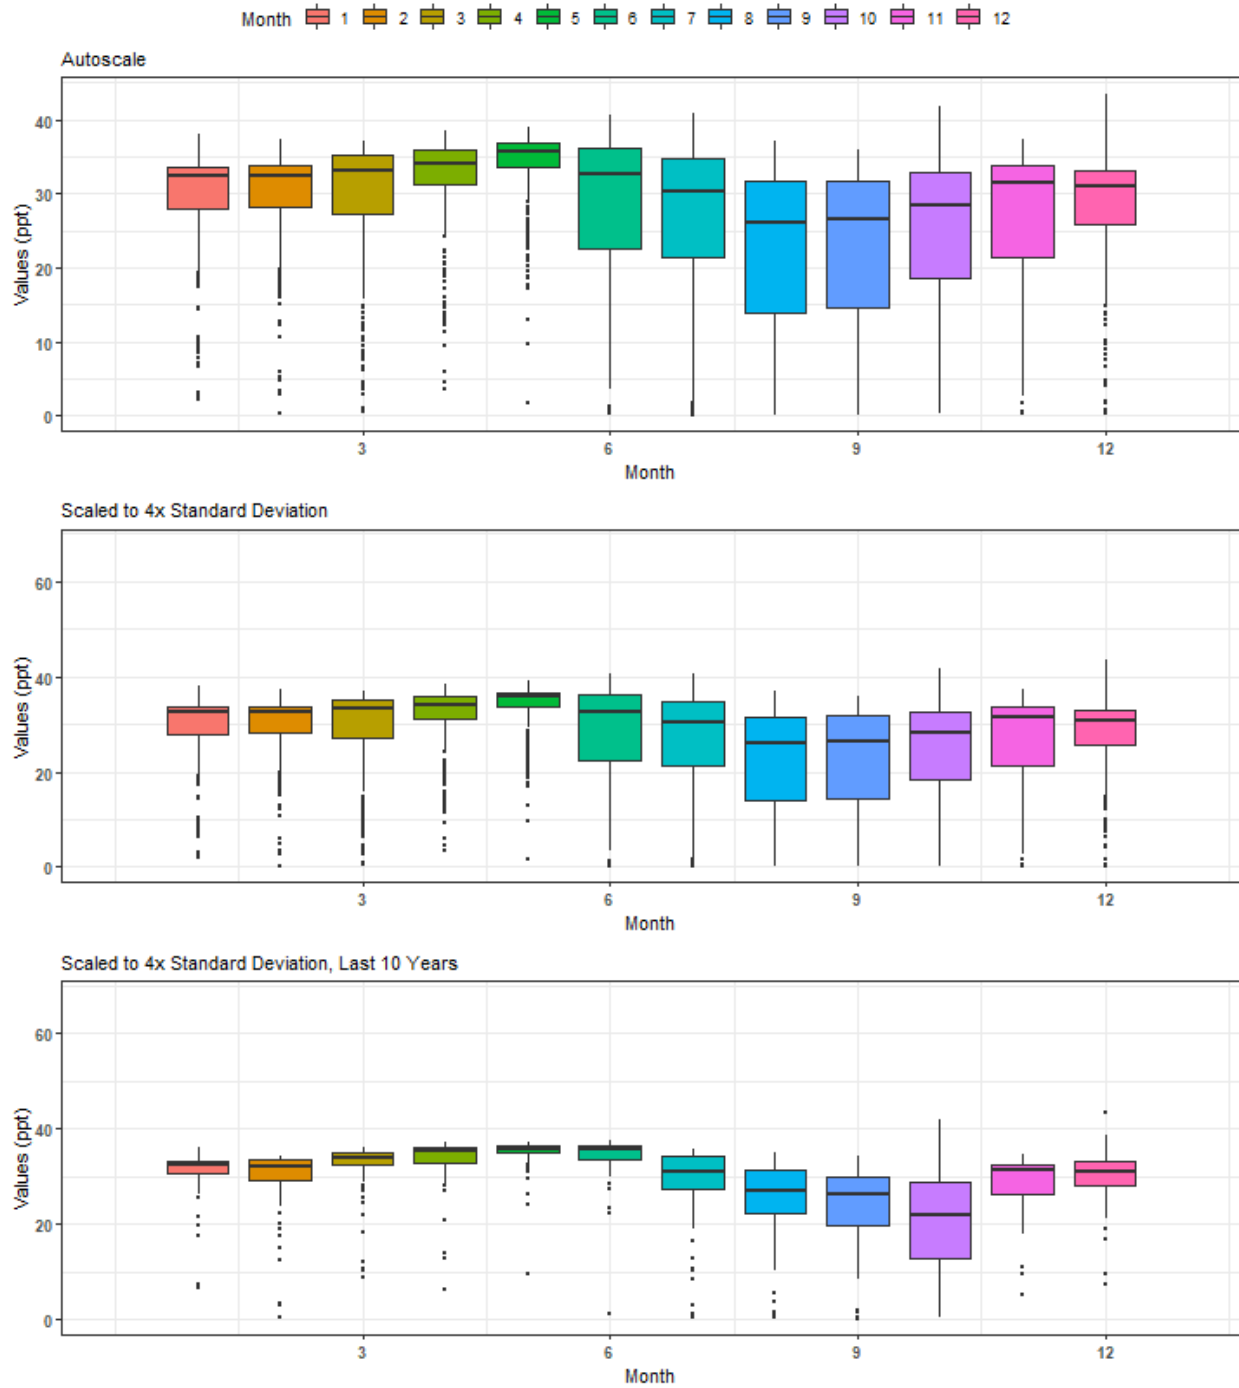 Month 1 2 3 4 5 6 7 8 9 10 11 12
Autoscale
Values (ppt)
40
30
20
10
0
3 6 9 12
Month
Scaled to 4x Standard Deviation
Values (ppt)
60
40
20
0
3 6 9 12
Month
Scaled to 4x Standard Deviation, Last 10 Years
Values (ppt)
60
40
20
0
3 6 9 12
Month